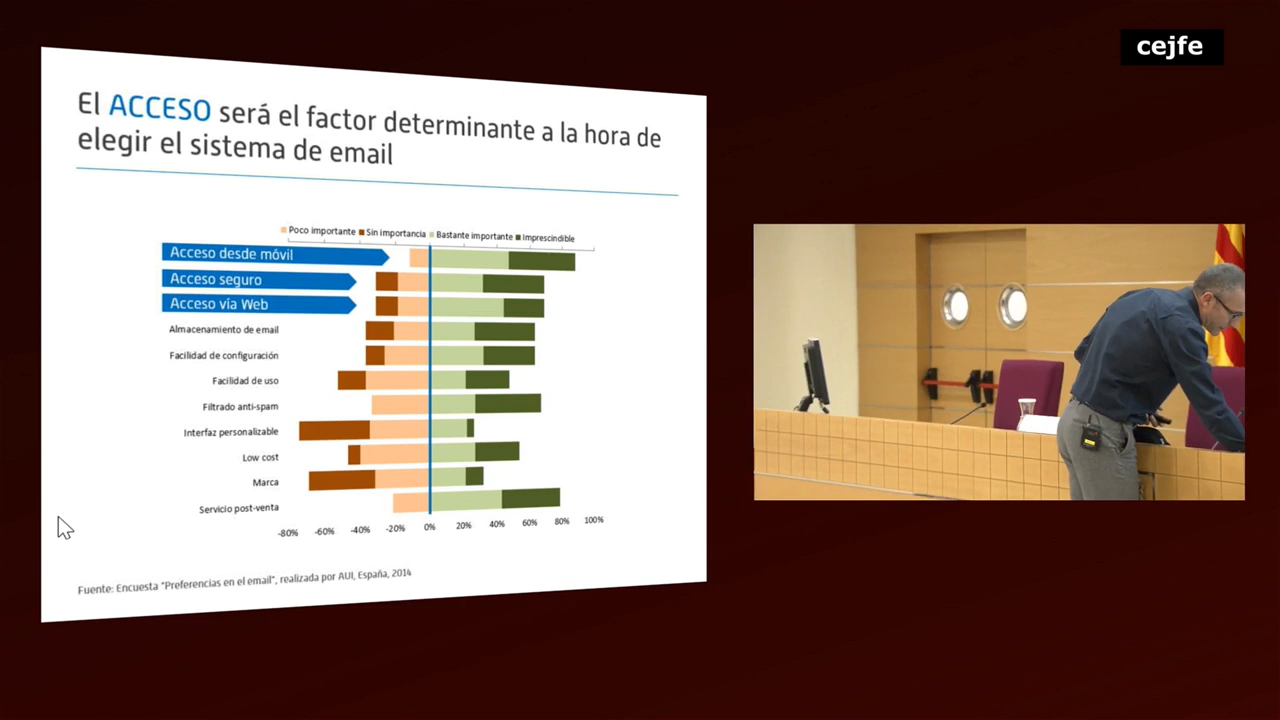 cejfe
El ACCESO será el factor determinante a la hora de
elegir el sistema de email
Poco importante Sin importancia Bastante importante Imprescindible
Acceso desde móvil
Acceso seguro
Acceso vía Web
Almacenamiento de email
Facilidad de configuración
Facilidad de uso
Filtrado anti-spam
Interfaz personalizable
Low cost
Marca
Servicio post-venta
-80% -60% -40% -20% 0% 20% 40% 60% 80% 100%
Fuente: Encuesta "Preferencias en el email", realizada por AUI, España, 2014